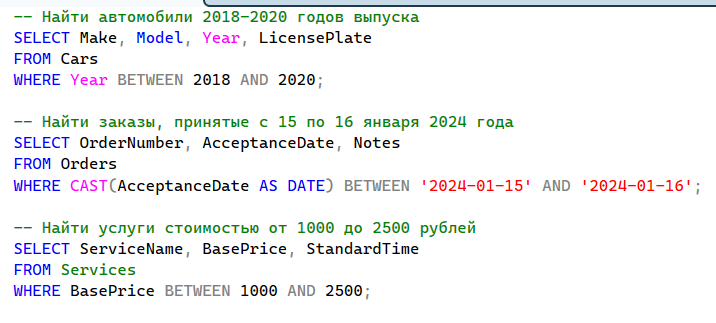 -- Найти автомобили 2018-2020 годов выпуска
SELECT Make, Model, Year, LicensePlate
FROM Cars
WHERE Year BETWEEN 2018 AND 2020;
-- Найти заказы, принятые с 15 по 16 января 2024 года
SELECT OrderNumber, AcceptanceDate, Notes
FROM Orders
WHERE CAST(AcceptanceDate AS DATE) BETWEEN '2024-01-15' AND '2024-01-16';
-- Найти услуги стоимостью от 1000 до 2500 рублей
SELECT ServiceName, BasePrice, StandardTime
FROM Services
WHERE BasePrice BETWEEN 1000 AND 2500;